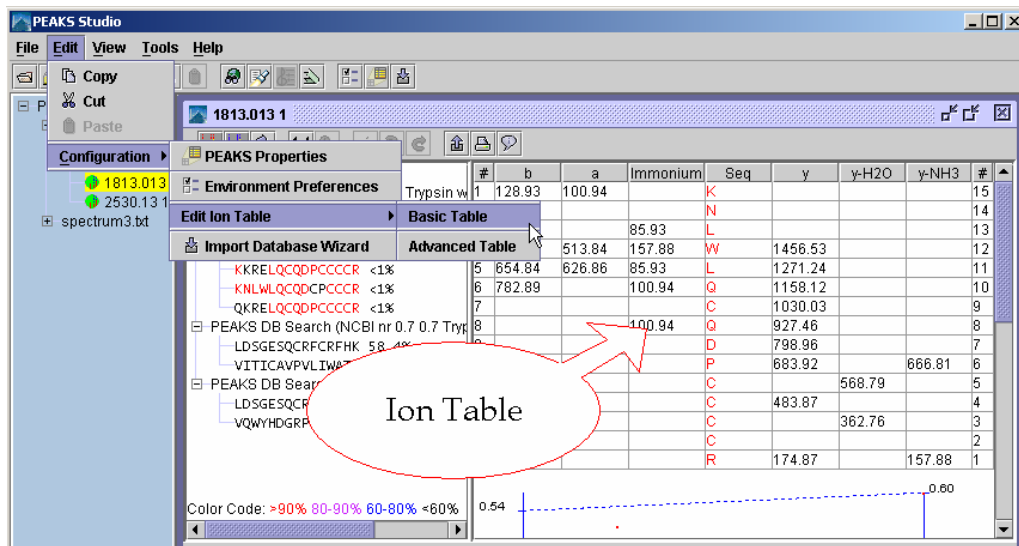 PEAKS Studio
File Edit View Tools Help
Copy
Cut
Paste
Configuration
PEAKS Properties
Environment Preferences
Edit Ion Table
Import Database Wizard
Basic Table
Advanced Table
1813.013
2530.13 1
spectrum3.txt
1813.013 1
Trypsin
KKRELQCQDPCCCCR <1%
KNLWLQCQDCPCCCR <1%
QKRELQCQDPCCCCR <1%
PEAKS DB Search (NCBI nr 0.7 0.7
LDSGESQCRFCRFHK 58.4%
PEAKS DB
Color Code: >90% 80-90% 60-80% <60%
# b a Immonium Seq y y-H2O y-NH3 #
1 128.93 100.94 K 15
N 14
85.93 L 13
513.84 157.88 W 1456.53 12
5 654.84 626.86 85.93 L 1271.24 11
6 782.89 100.94 Q 1158.12 10
7 C 1030.03 9
8 100.94 Q 927.46 8
D 798.96 7
P 683.92 666.81 6
C 568.79 5
C 483.87 4
C 362.76 3
C 2
R 174.87 157.88 1
Ion Table
0.54
0.60